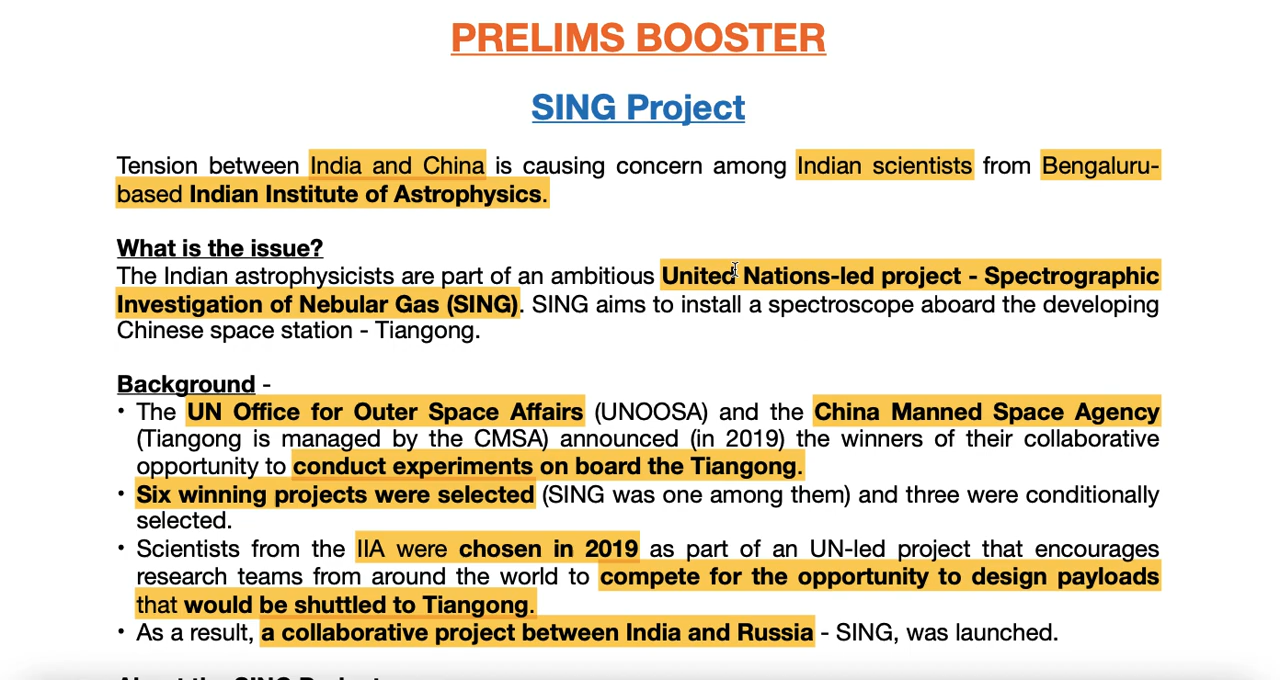 PRELIMS BOOSTER
SING Project
Tension between India and China is causing concern among Indian scientists from Bengaluru-
based Indian Institute of Astrophysics.
What is the issue?
The Indian astrophysicists are part of an ambitious United Nations-led project - Spectrographic
Investigation of Nebular Gas (SING). SING aims to install a spectroscope aboard the developing
Chinese space station - Tiangong.
Background -
• The UN Office for Outer Space Affairs (UNOOSA) and the China Manned Space Agency
(Tiangong is managed by the CMSA) announced (in 2019) the winners of their collaborative
opportunity to conduct experiments on board the Tiangong.
• Six winning projects were selected (SING was one among them) and three were conditionally
selected.
• Scientists from the IIA were chosen in 2019 as part of an UN-led project that encourages
research teams from around the world to compete for the opportunity to design payloads
that would be shuttled to Tiangong.
• As a result, a collaborative project between India and Russia - SING, was launched.
About the SING Project